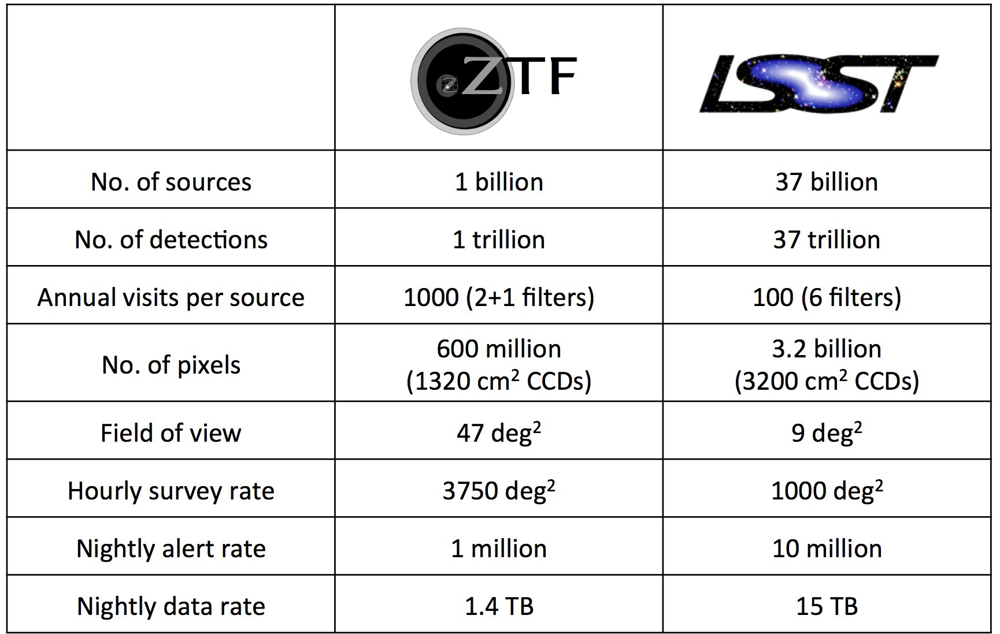 ZTF
LSST
No. of sources
1 billion
37 billion
No. of detections
1 trillion
37 trillion
Annual visits per source
1000 (2+1 filters)
100 (6 filters)
No. of pixels
600 million
(1320 cm² CCDs)
3.2 billion
(3200 cm² CCDs)
Field of view
47 deg²
9 deg²
Hourly survey rate
3750 deg²
1000 deg²
Nightly alert rate
1 million
10 million
Nightly data rate
1.4 TB
15 TB